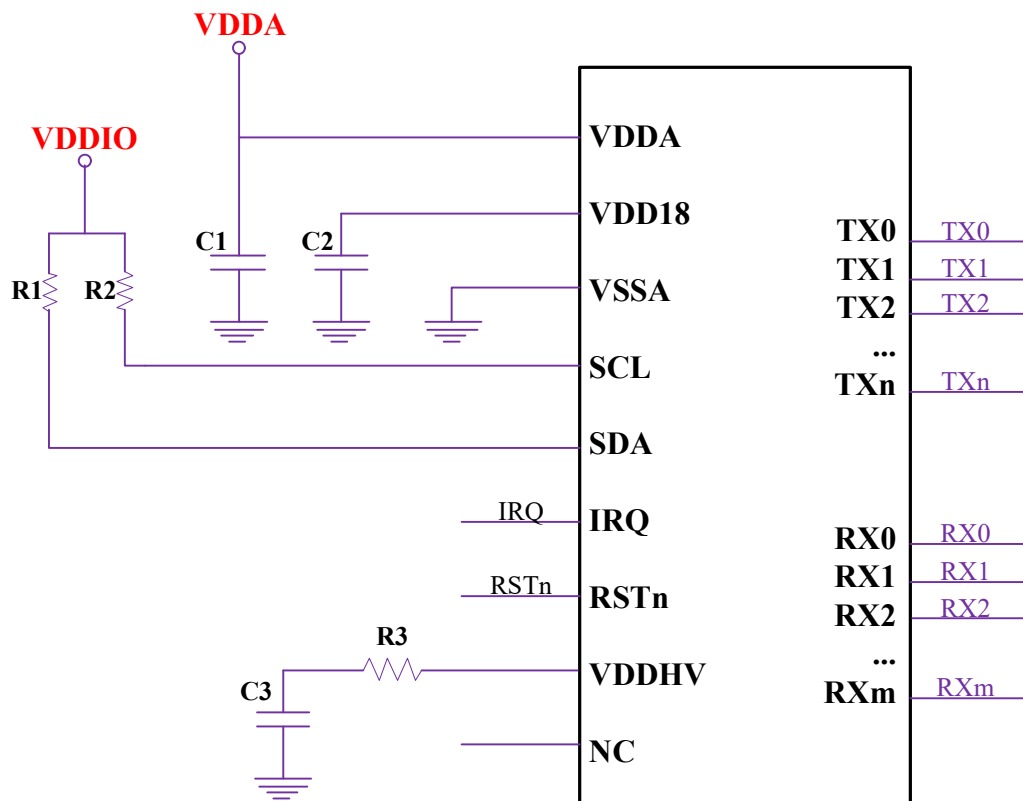 VDDA
VDDIO
VDDA
VDD18
C1
C2
TX0
TX0
R1
R2
VSSA
TX1
TX1
TX2
TX2
...
SCL
TXn
TXn
SDA
IRQ
IRQ
RX0
RX0
RX1
RX1
RSTn
RSTn
RX2
RX2
R3
...
VDDHV
C3
RXm
RXm
NC